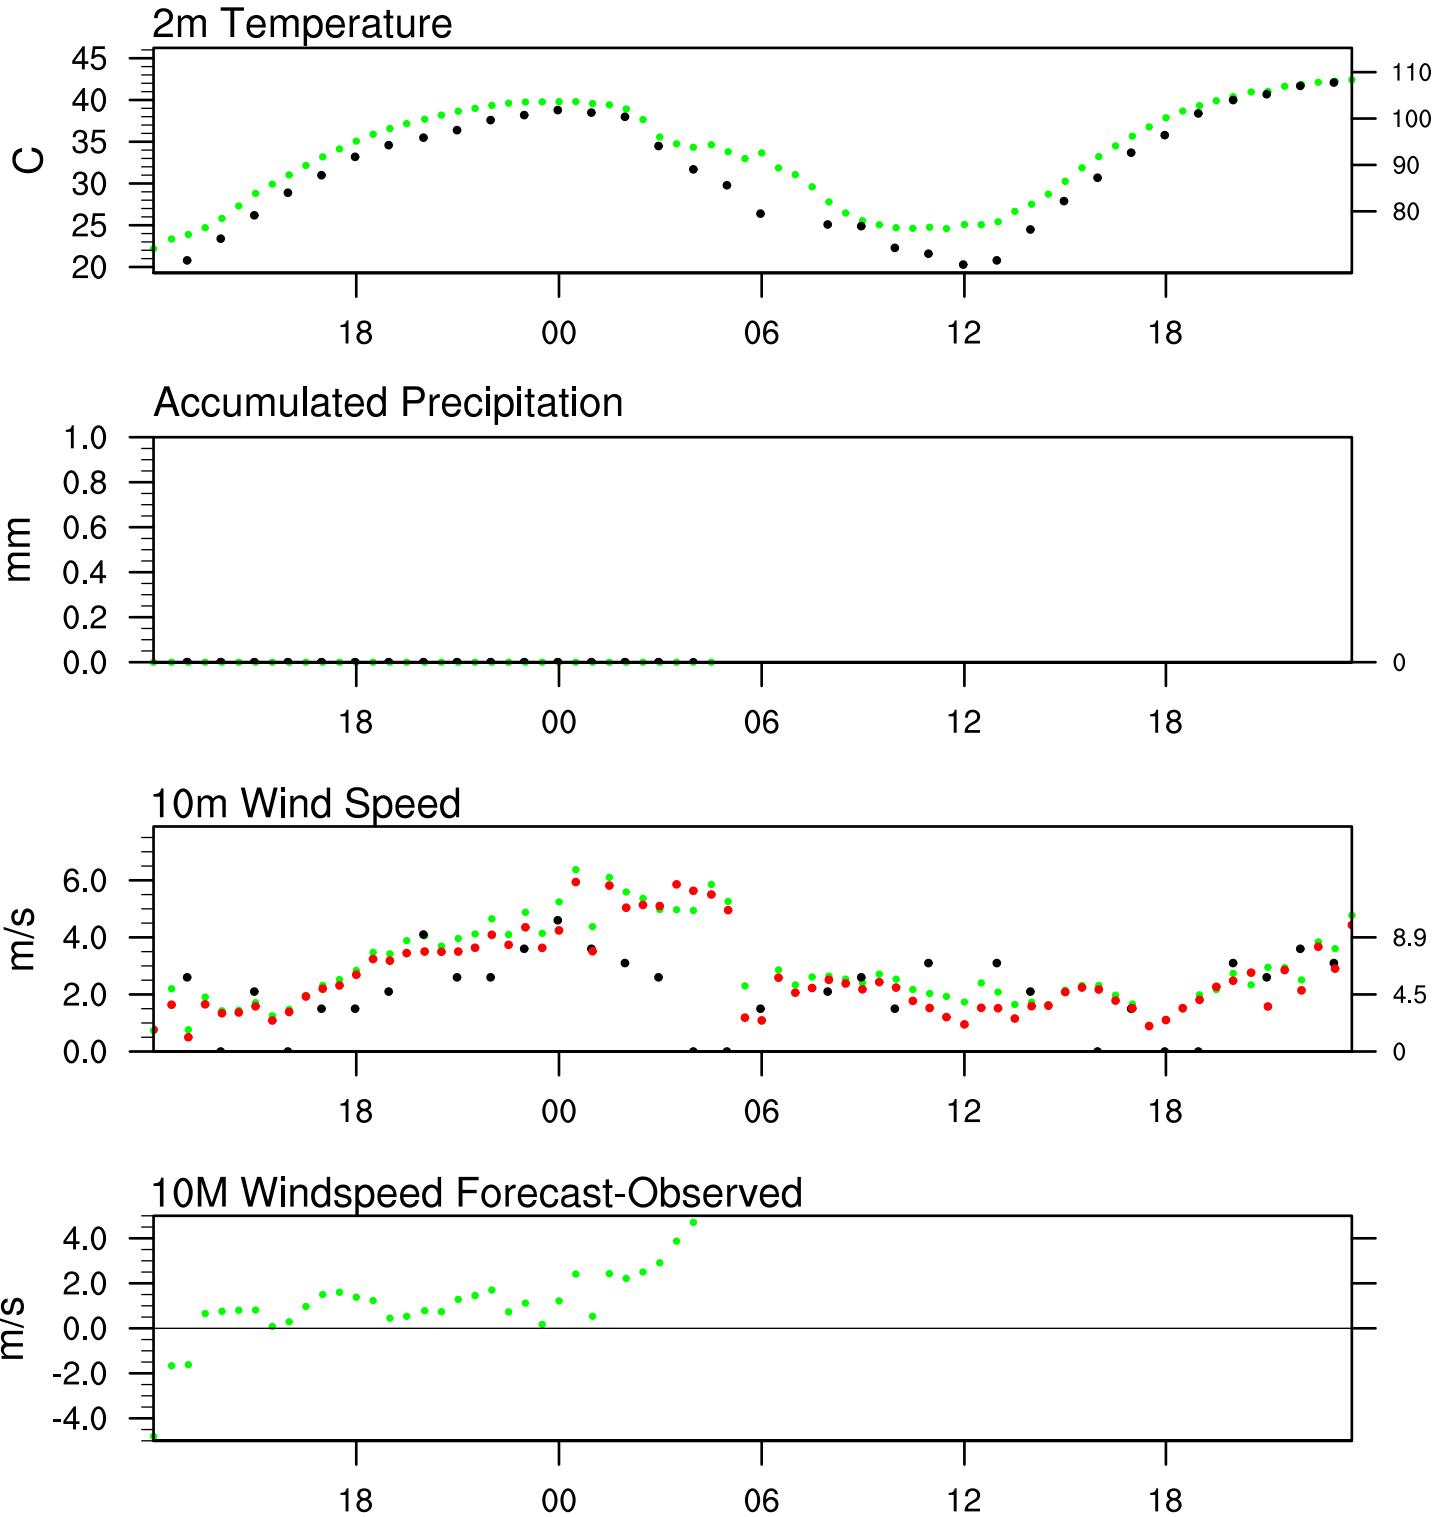 2m Temperature
45
40
35
30
25
20
C
110
100
90
80
18 00 06 12 18
Accumulated Precipitation
1.0
0.8
0.6
0.4
0.2
0.0
mm
0
18 00 06 12 18
10m Wind Speed
6.0
4.0
2.0
0.0
m/s
8.9
4.5
0
18 00 06 12 18
10M Windspeed Forecast-Observed
4.0
2.0
0.0
-2.0
-4.0
m/s
18 00 06 12 18